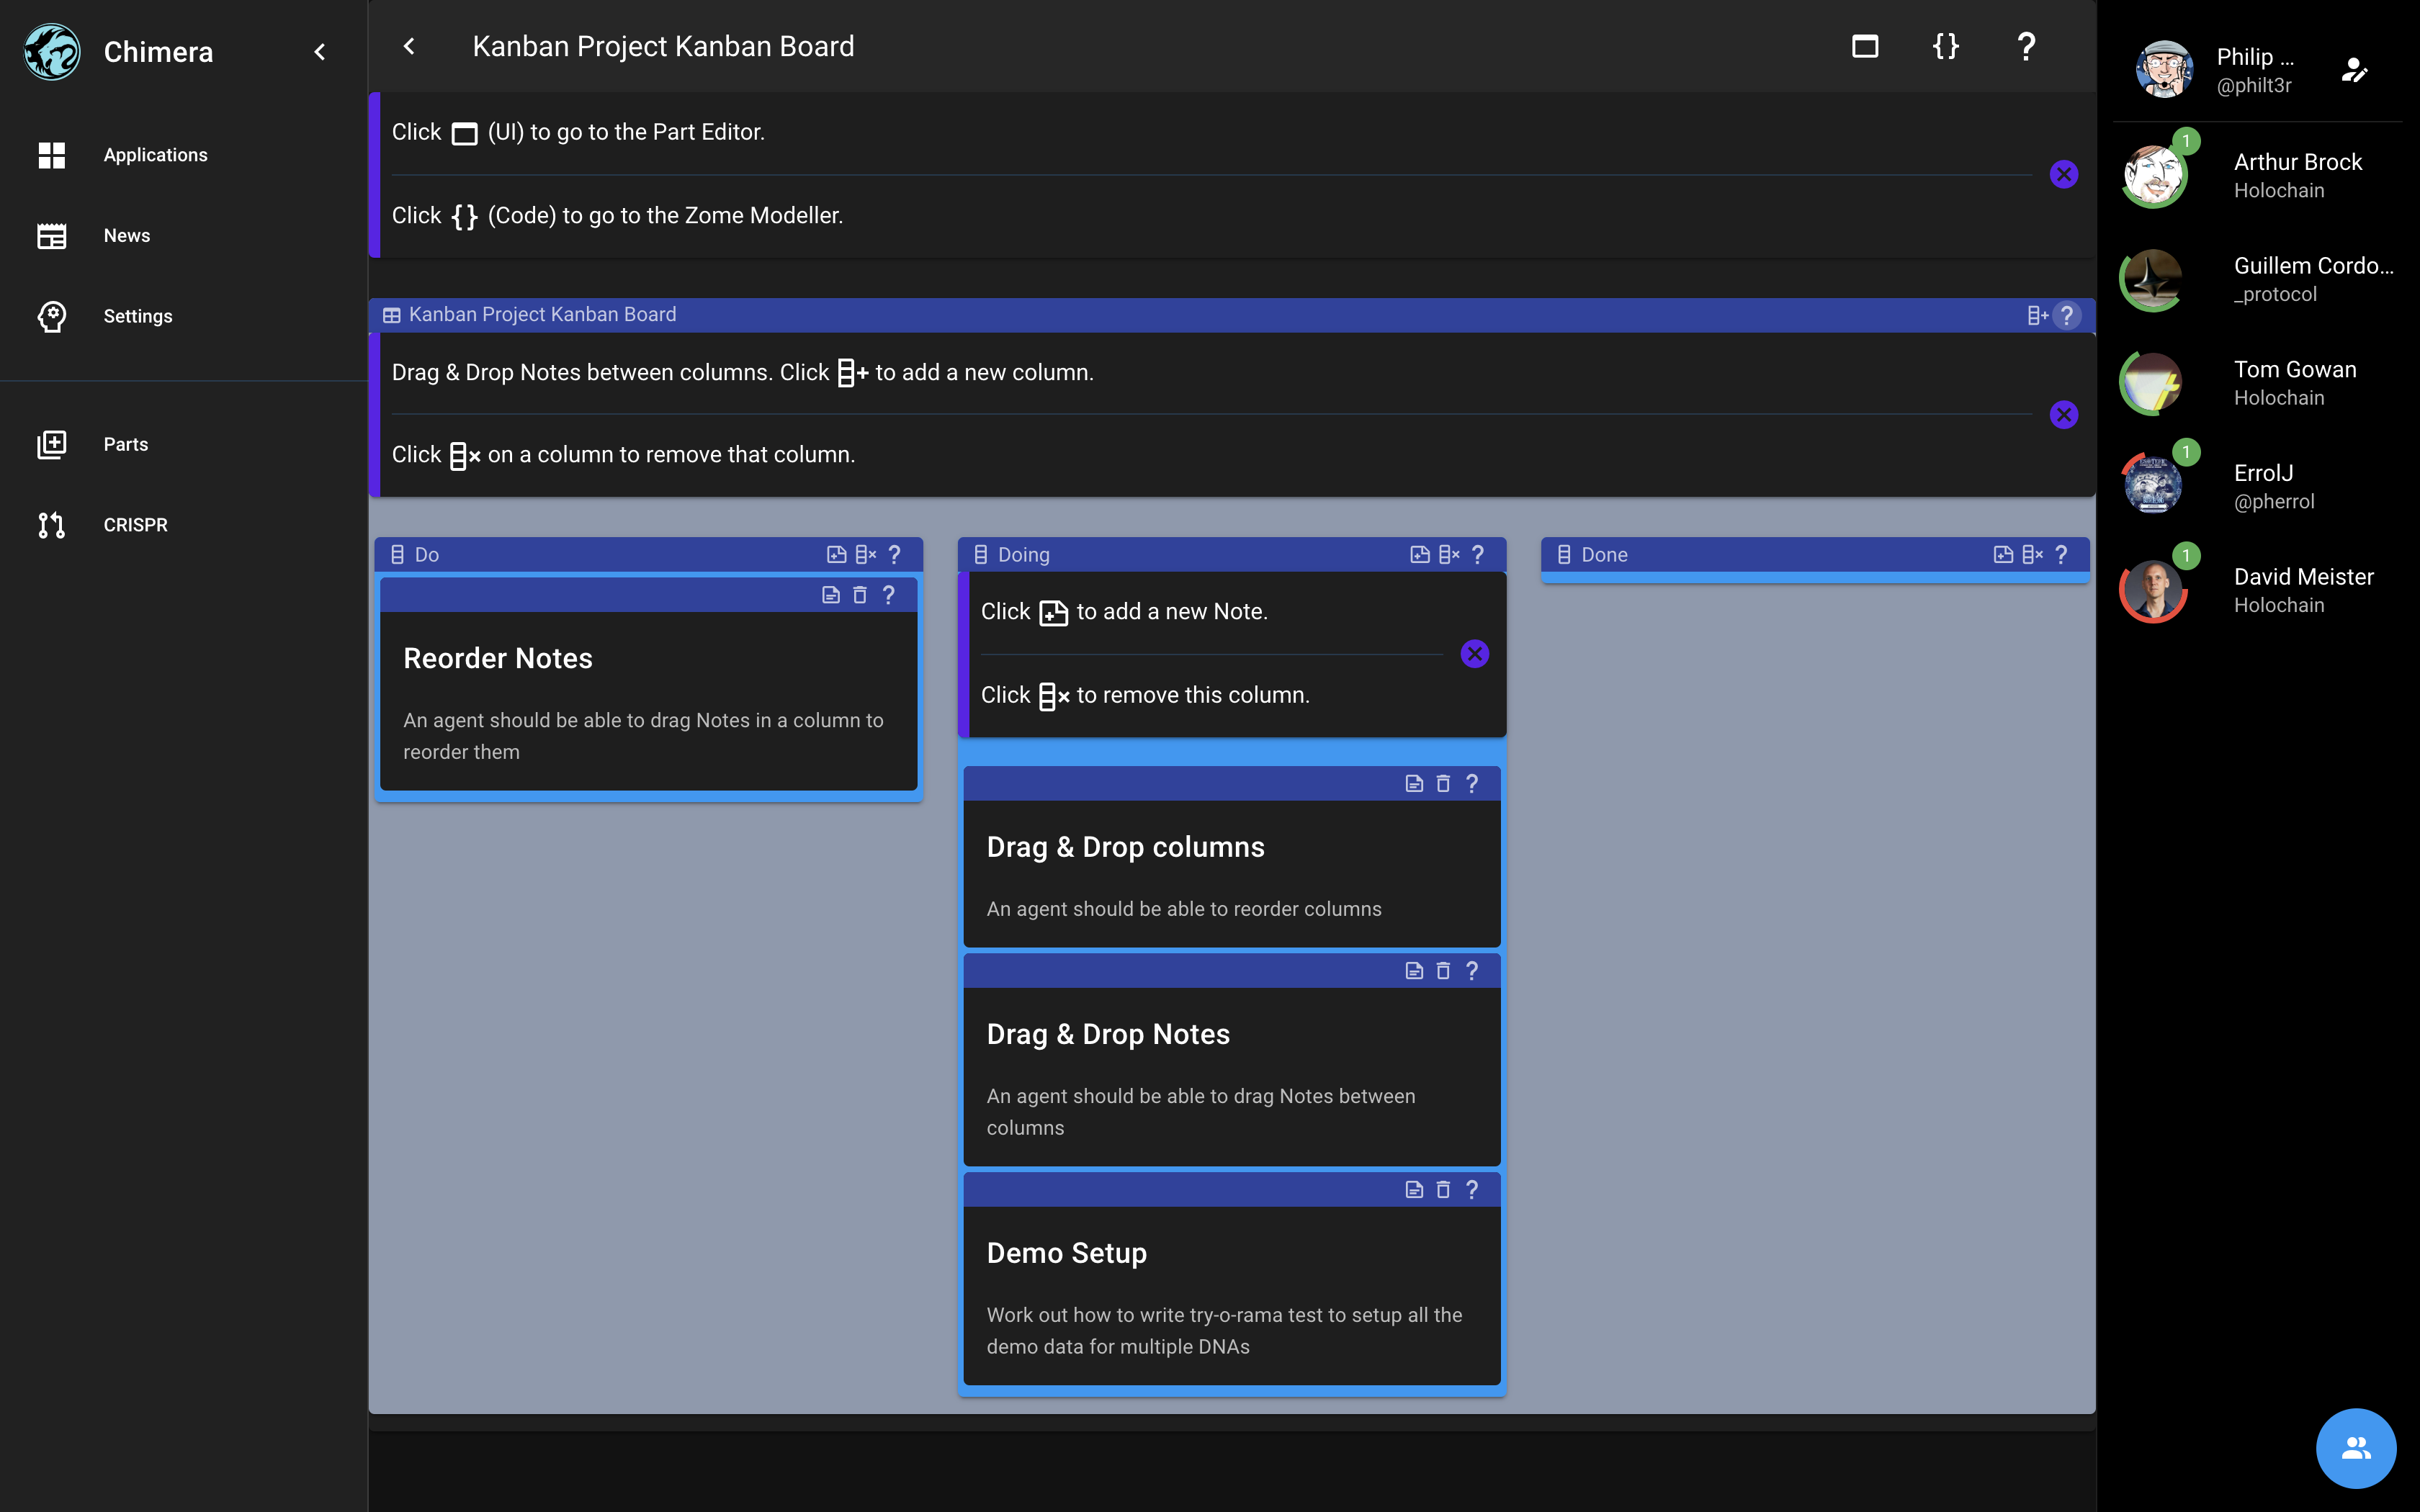 Chimera
Applications
News
Settings
Parts
CRISPR
Kanban Project Kanban Board
{} ?
Click (UI) to go to the Part Editor.
Click {} (Code) to go to the Zome Modeller.
Kanban Project Kanban Board ?
Drag & Drop Notes between columns. Click + to add a new column.
Click × on a column to remove that column.
Do ?
?
Reorder Notes
An agent should be able to drag Notes in a column to
reorder them
Doing ?
Click to add a new Note.
Click × to remove this column.
?
Drag & Drop columns
An agent should be able to reorder columns
?
Drag & Drop Notes
An agent should be able to drag Notes between
columns
?
Demo Setup
Work out how to write try-o-rama test to setup all the
demo data for multiple DNAs
Done ?
Philip ...
@philt3r
1
Arthur Brock
Holochain
Guillem Cordo...
_protocol
Tom Gowan
Holochain
1
ErrolJ
@pherrol
1
David Meister
Holochain